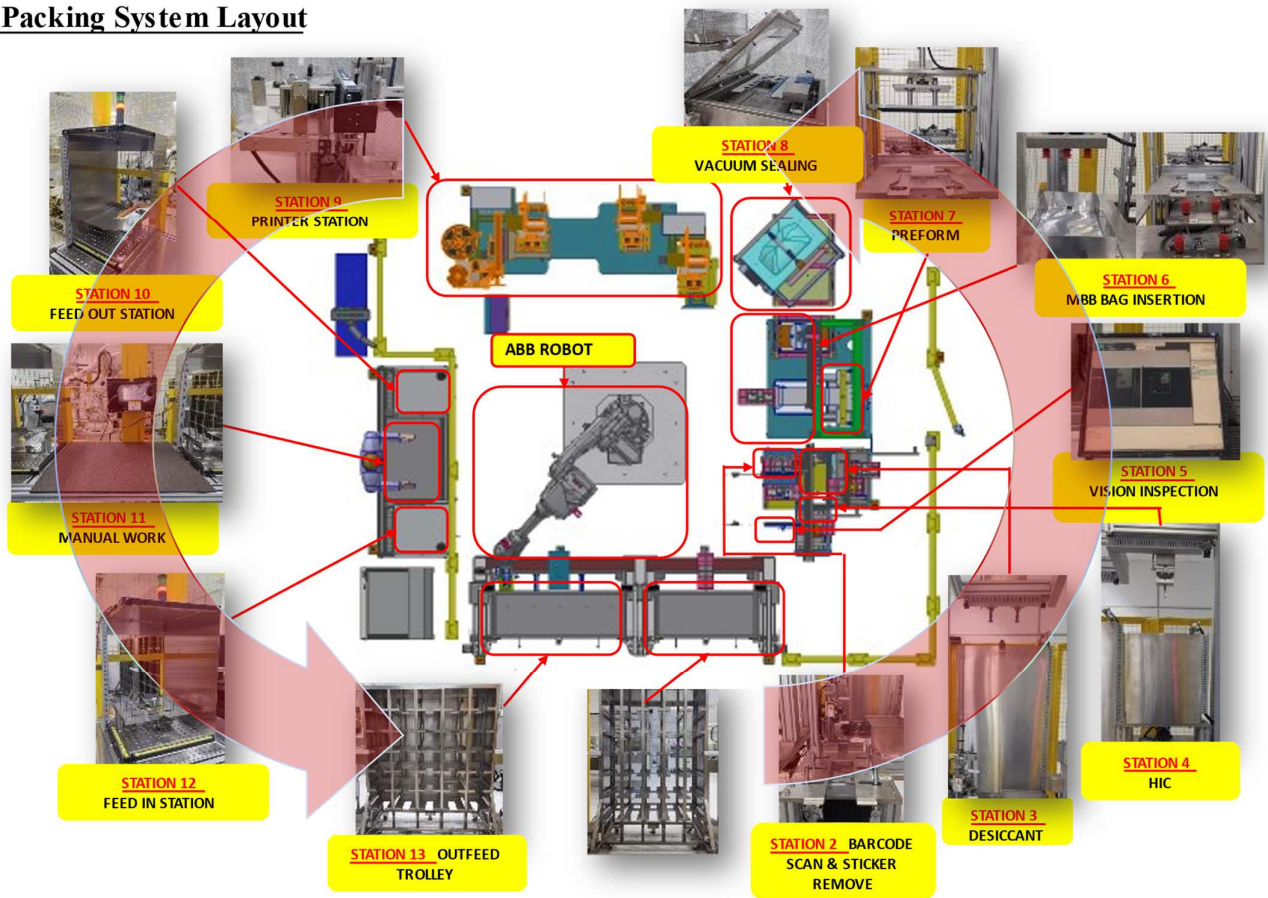 Packing System Layout
STATION 8
VACUUM SEALING
STATION 9
PRINTER STATION
STATION 7
PREFORM
STATION 6
MBB BAG INSERTION
STATION 10
FEED OUT STATION
ABB ROBOT
STATION 5
VISION INSPECTION
STATION 11
MANUAL WORK
STATION 4
HIC
STATION 12
FEED IN STATION
STATION 3
DESICCANT
STATION 13 OUTFEED
TROLLEY
STATION 2 BARCODE
SCAN & STICKER
REMOVE